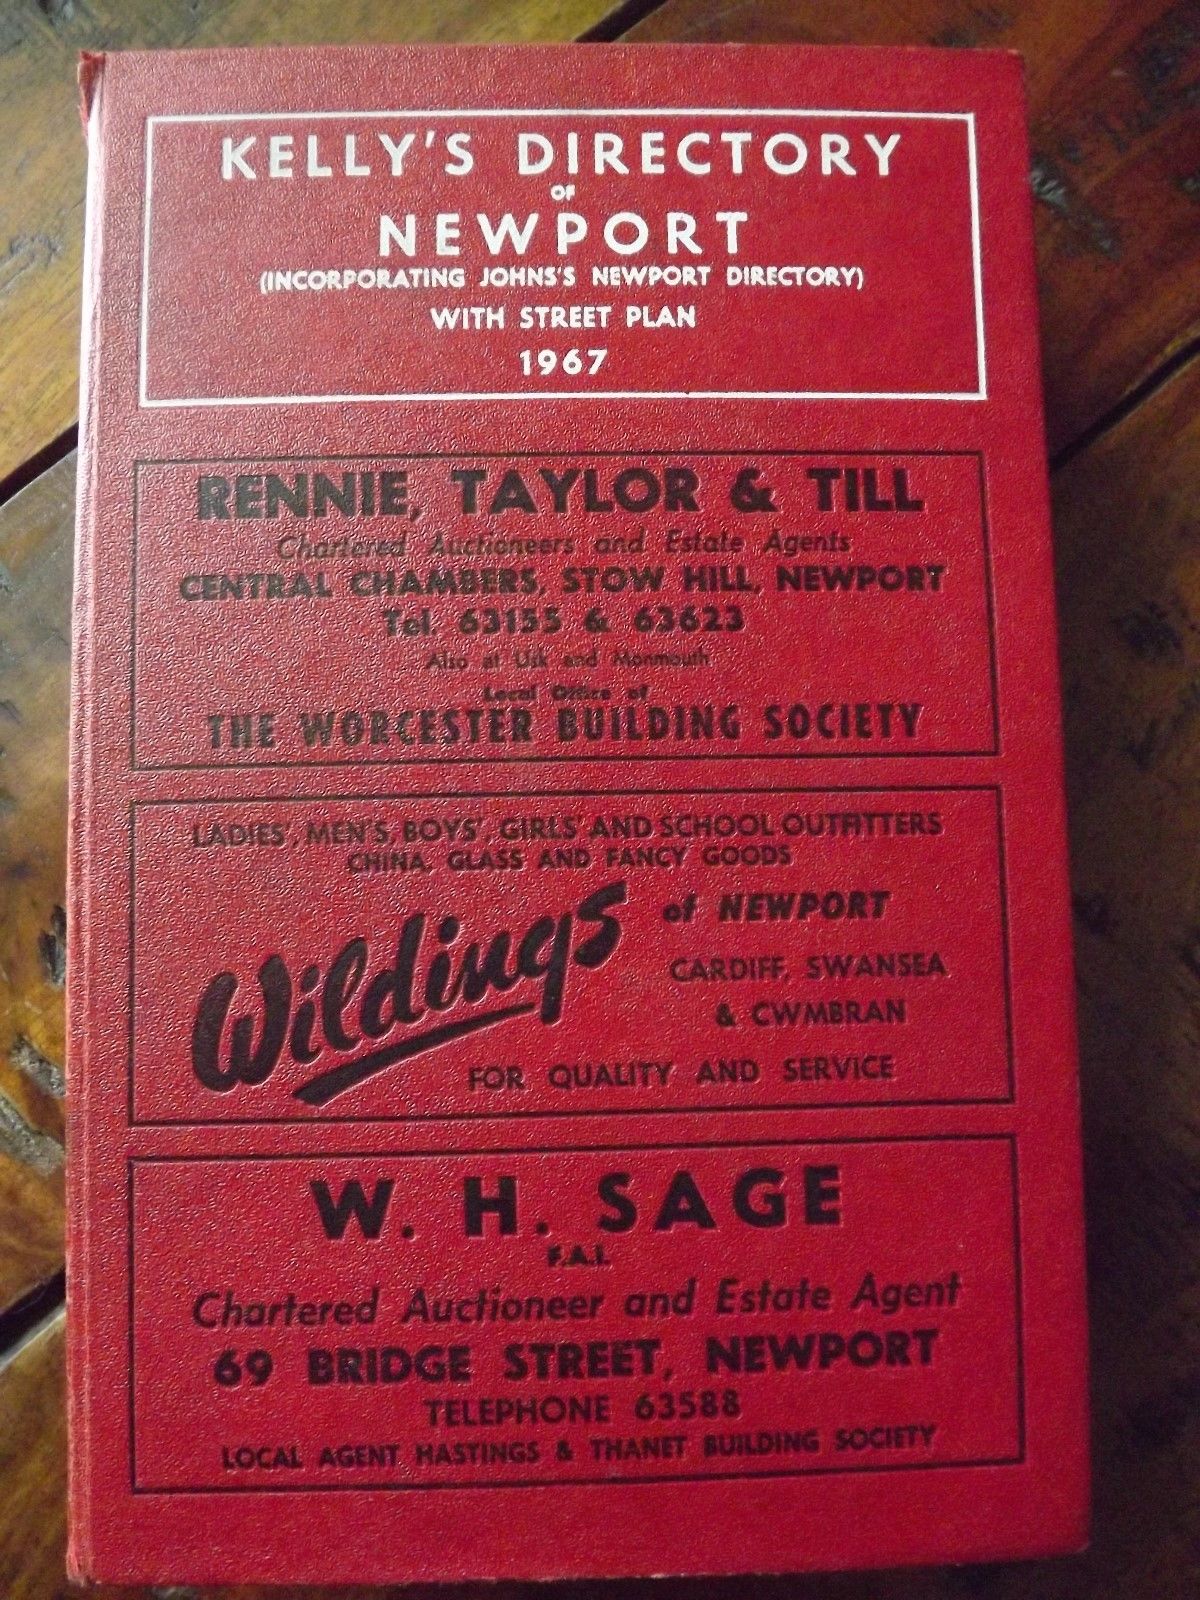 KELLY'S DIRECTORY
OF
NEWPORT
(INCORPORATING JOHNS'S NEWPORT DIRECTORY)
WITH STREET PLAN
1967
RENNIE, TAYLOR & TILL
Chartered Auctioneers and Estate Agents
CENTRAL CHAMBERS, STOW HILL, NEWPORT
Tel. 63155 & 63623
Also at Usk and Monmouth
Local Office of
THE WORCESTER BUILDING SOCIETY
LADIES', MEN'S, BOYS', GIRLS' AND SCHOOL OUTFITTERS
CHINA, GLASS AND FANCY GOODS
Wildings of NEWPORT
CARDIFF, SWANSEA
& CWMBRAN
FOR QUALITY AND SERVICE
W. H. SAGE
F.A.I.
Chartered Auctioneer and Estate Agent
69 BRIDGE STREET, NEWPORT
TELEPHONE 63588
LOCAL AGENT HASTINGS & THANET BUILDING SOCIETY